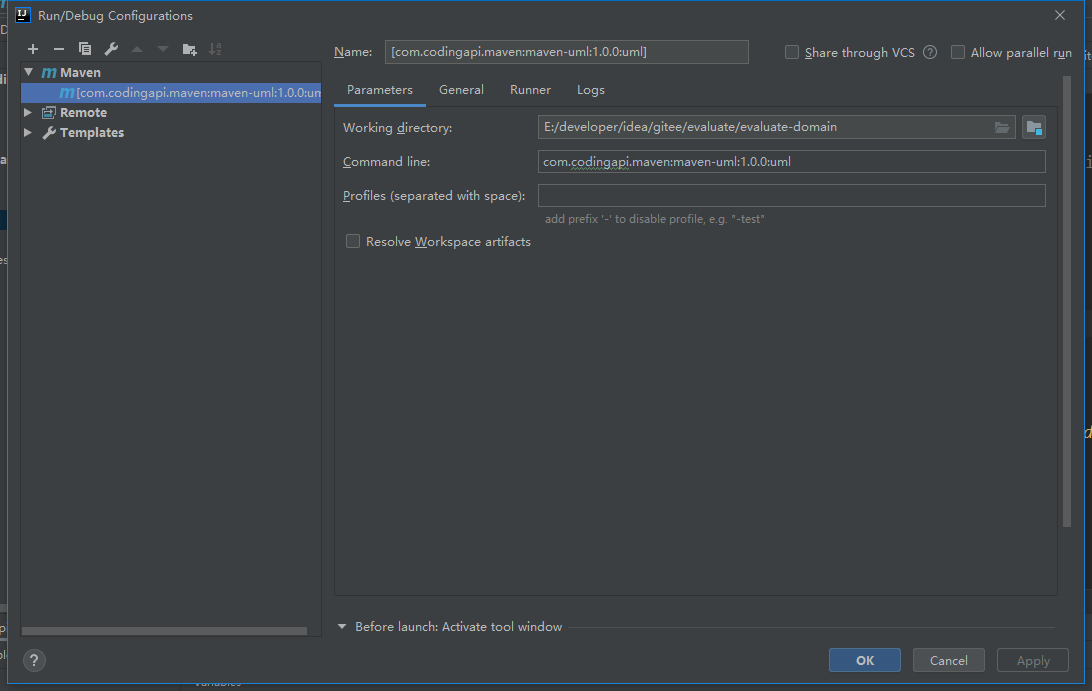 Run/Debug Configurations
Name: [com.codingapi.maven:maven-uml:1.0.0:uml] Share through VCS ? Allow parallel run
Maven
[com.codingapi.maven:maven-uml:1.0.0:um
Remote
Templates
Parameters General Runner Logs
Working directory: E:/developer/idea/gitee/evaluate/evaluate-domain
Command line: com.codingapi.maven:maven-uml:1.0.0:uml
Profiles (separated with space):
add prefix '-' to disable profile, e.g. "-test"
Resolve Workspace artifacts
Before launch: Activate tool window
? OK Cancel Apply